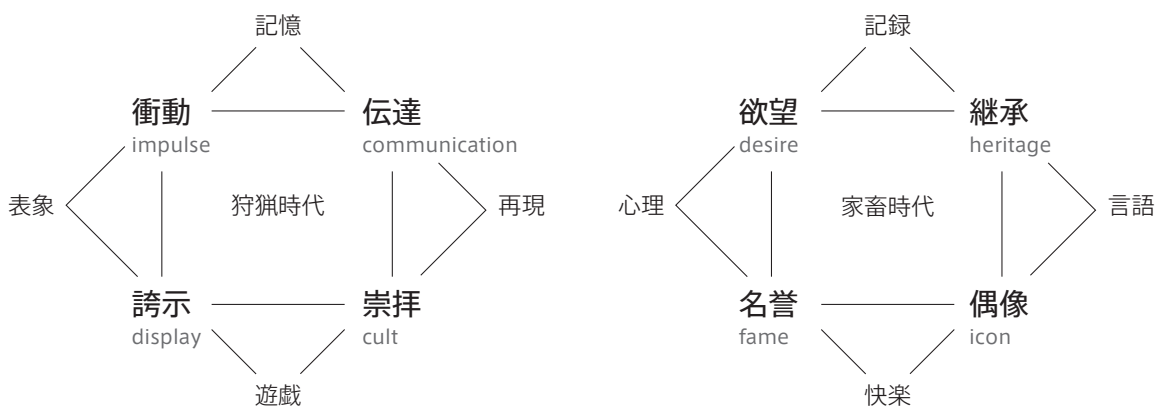 記憶
衝動
impulse
伝達
communication
表象
狩猟時代
再現
誇示
display
崇拝
cult
遊戯
記録
欲望
desire
継承
heritage
心理
家畜時代
言語
名誉
fame
偶像
icon
快楽